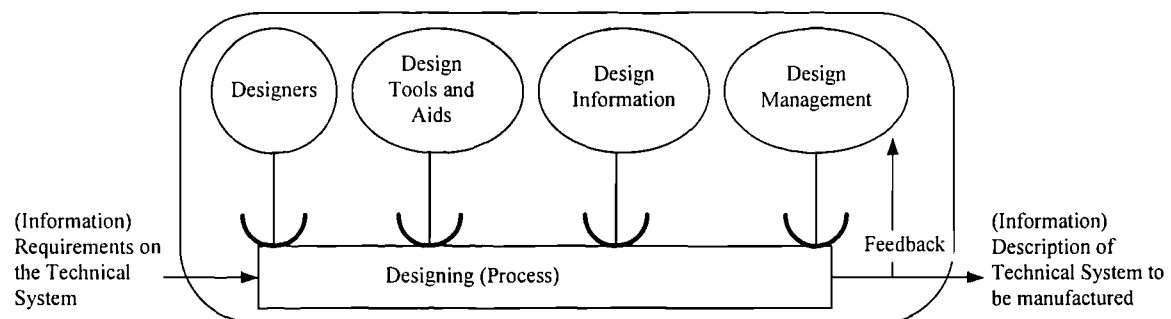 Designers
Design
Tools and
Aids
Design
Information
Design
Management
(Information)
Requirements on
the Technical
System
Designing (Process)
Feedback
(Information)
Description of
Technical System to
be manufactured